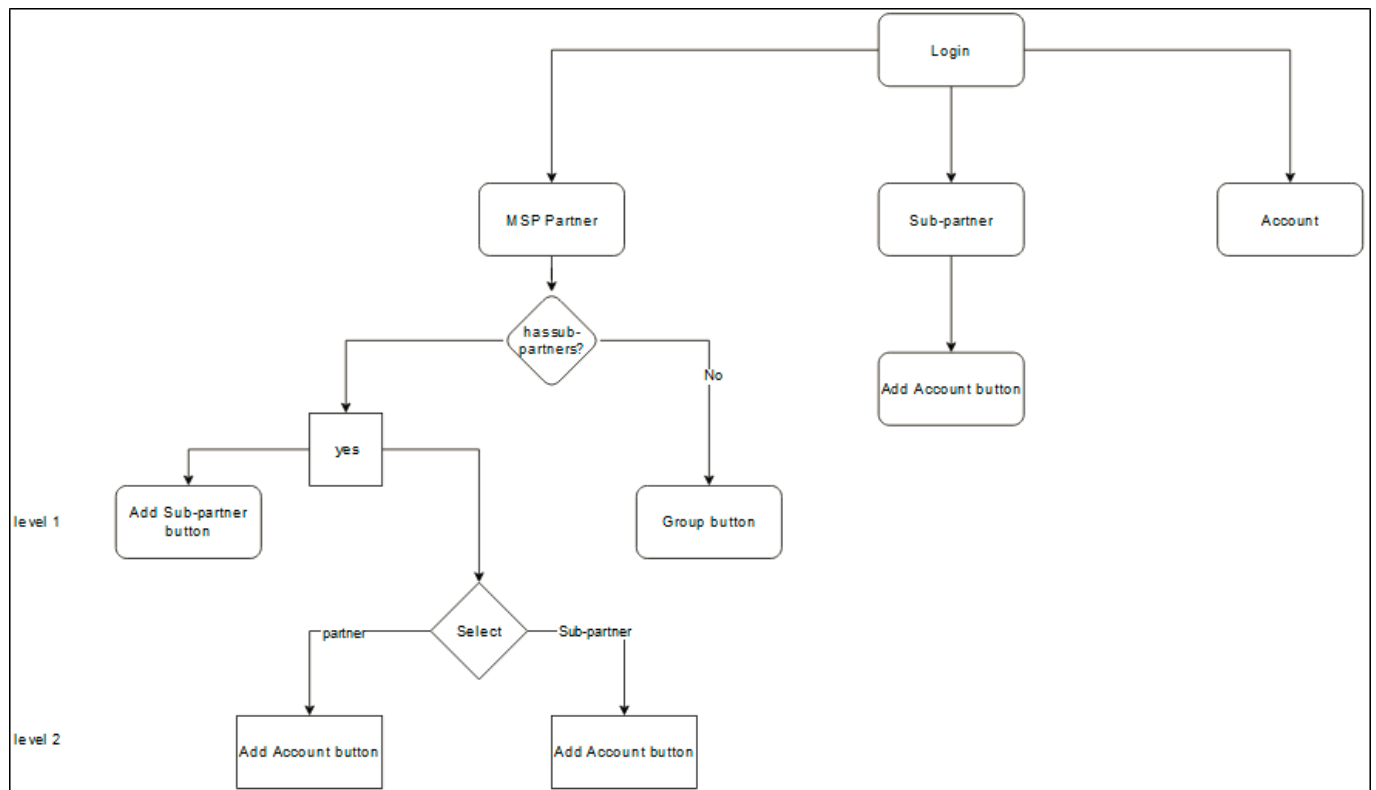 Login
MSP Partner
Sub-partner
Account
hassub-
partners?
No
Add Account button
yes
level 1
Add Sub-partner
button
Group button
partner
Select
Sub-partner
level 2
Add Account button
Add Account button